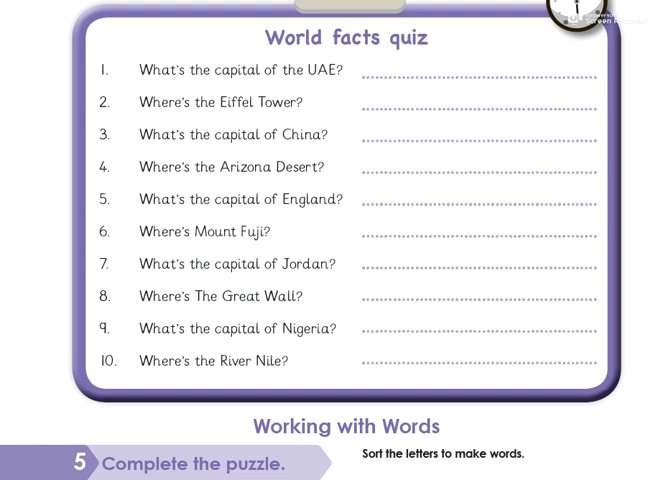 World facts quiz
1. What's the capital of the UAE?
2. Where's the Eiffel Tower?
3. What's the capital of China?
4. Where's the Arizona Desert?
5. What's the capital of England?
6. Where's Mount Fuji?
7. What's the capital of Jordan?
8. Where's The Great Wall?
9. What's the capital of Nigeria?
10. Where's the River Nile?
Working with Words
5 Complete the puzzle.
Sort the letters to make words.